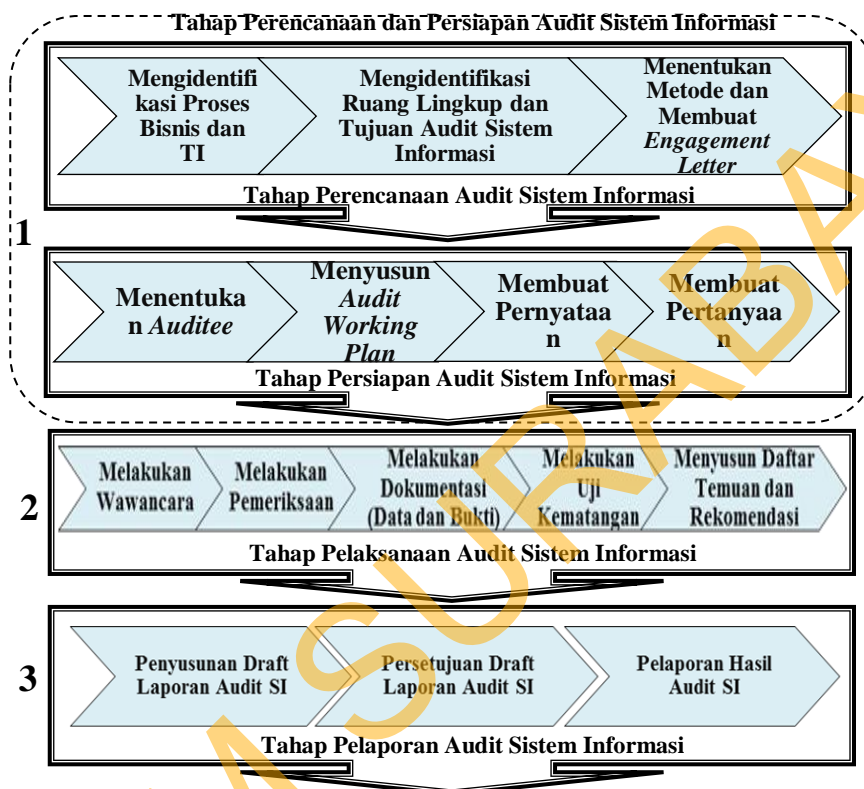 Tahap Perencanaan dan Persiapan Audit Sistem Informasi
Mengidentifi
kasi Proses
Bisnis dan
TI
Mengidentifikasi
Ruang Lingkup dan
Tujuan Audit Sistem
Informasi
Menentukan
Metode dan
Membuat
Engagement
Letter
Tahap Perencanaan Audit Sistem Informasi
1
Menentuka
n Auditee
Menyusun
Audit
Working
Plan
Membuat
Pernyataa
n
Membuat
Pertanyaa
n
Tahap Persiapan Audit Sistem Informasi
2
Melakukan
Wawancara
Melakukan
Pemeriksaan
Melakukan
Dokumentasi
(Data dan Bukti)
Melakukan
Uji
Kematangan
Menyusun Daftar
Temuan dan
Rekomendasi
Tahap Pelaksanaan Audit Sistem Informasi
3
Penyusunan Draft
Laporan Audit SI
Persetujuan Draft
Laporan Audit SI
Pelaporan Hasil
Audit SI
Tahap Pelaporan Audit Sistem Informasi
M SURABA